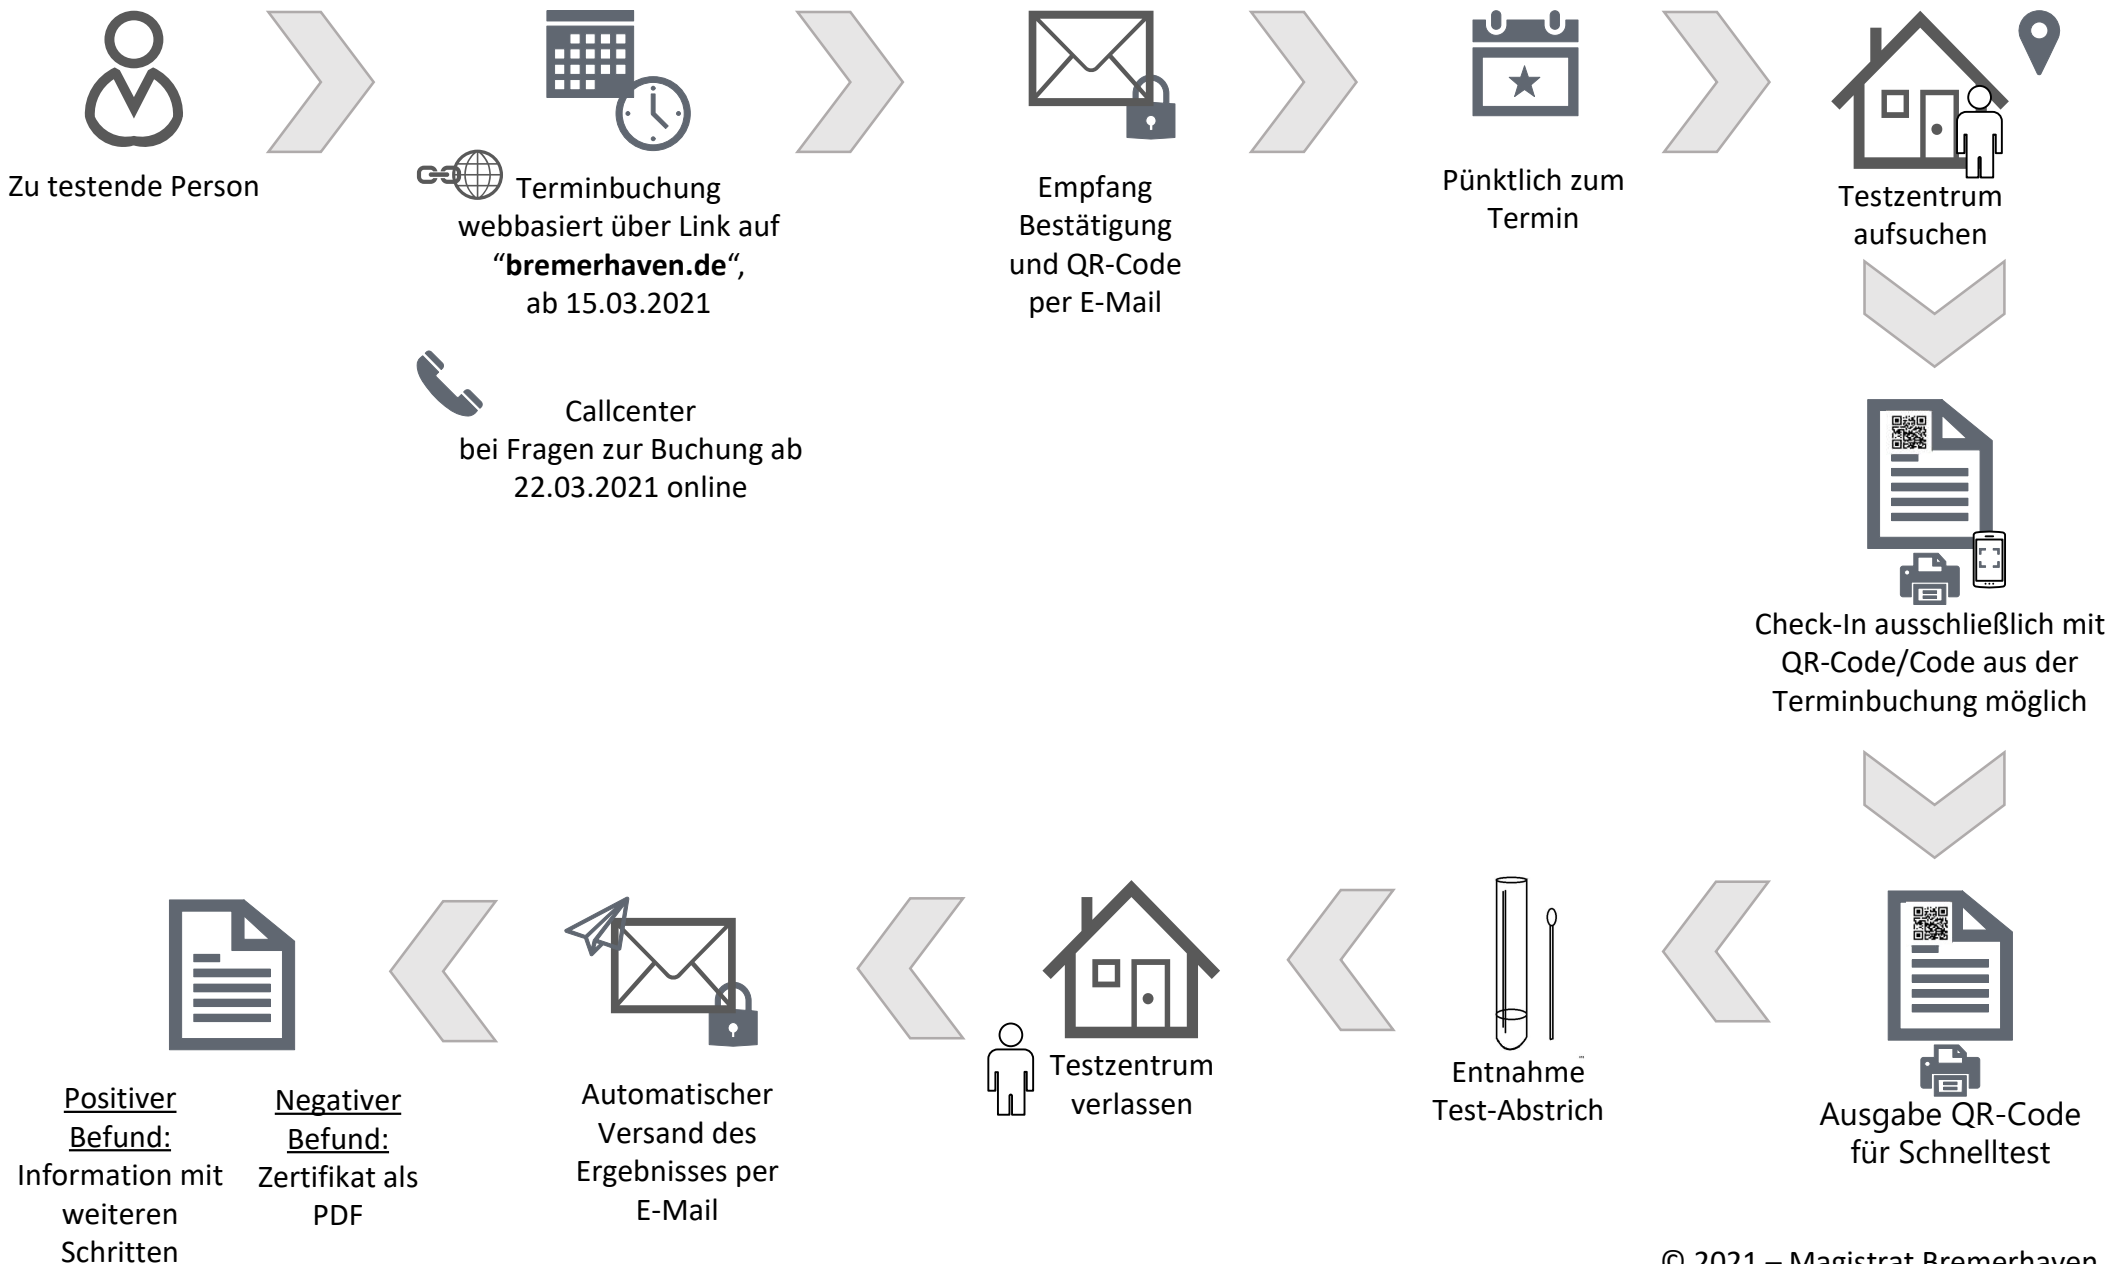 Zu testende Person
Terminbuchung
webbasiert über Link auf
“bremerhaven.de“,
ab 15.03.2021
Callcenter
bei Fragen zur Buchung ab
22.03.2021 online
Empfang
Bestätigung
und QR-Code
per E-Mail
Pünktlich zum
Termin
Testzentrum
aufsuchen
Check-In ausschließlich mit
QR-Code/Code aus der
Terminbuchung möglich
Ausgabe QR-Code
für Schnelltest
Entnahme
Test-Abstrich
Testzentrum
verlassen
Automatischer
Versand des
Ergebnisses per
E-Mail
Positiver
Befund:
Information mit
weiteren
Schritten
Negativer
Befund:
Zertifikat als
PDF
© 2021 – Magistrat Bremerhaven